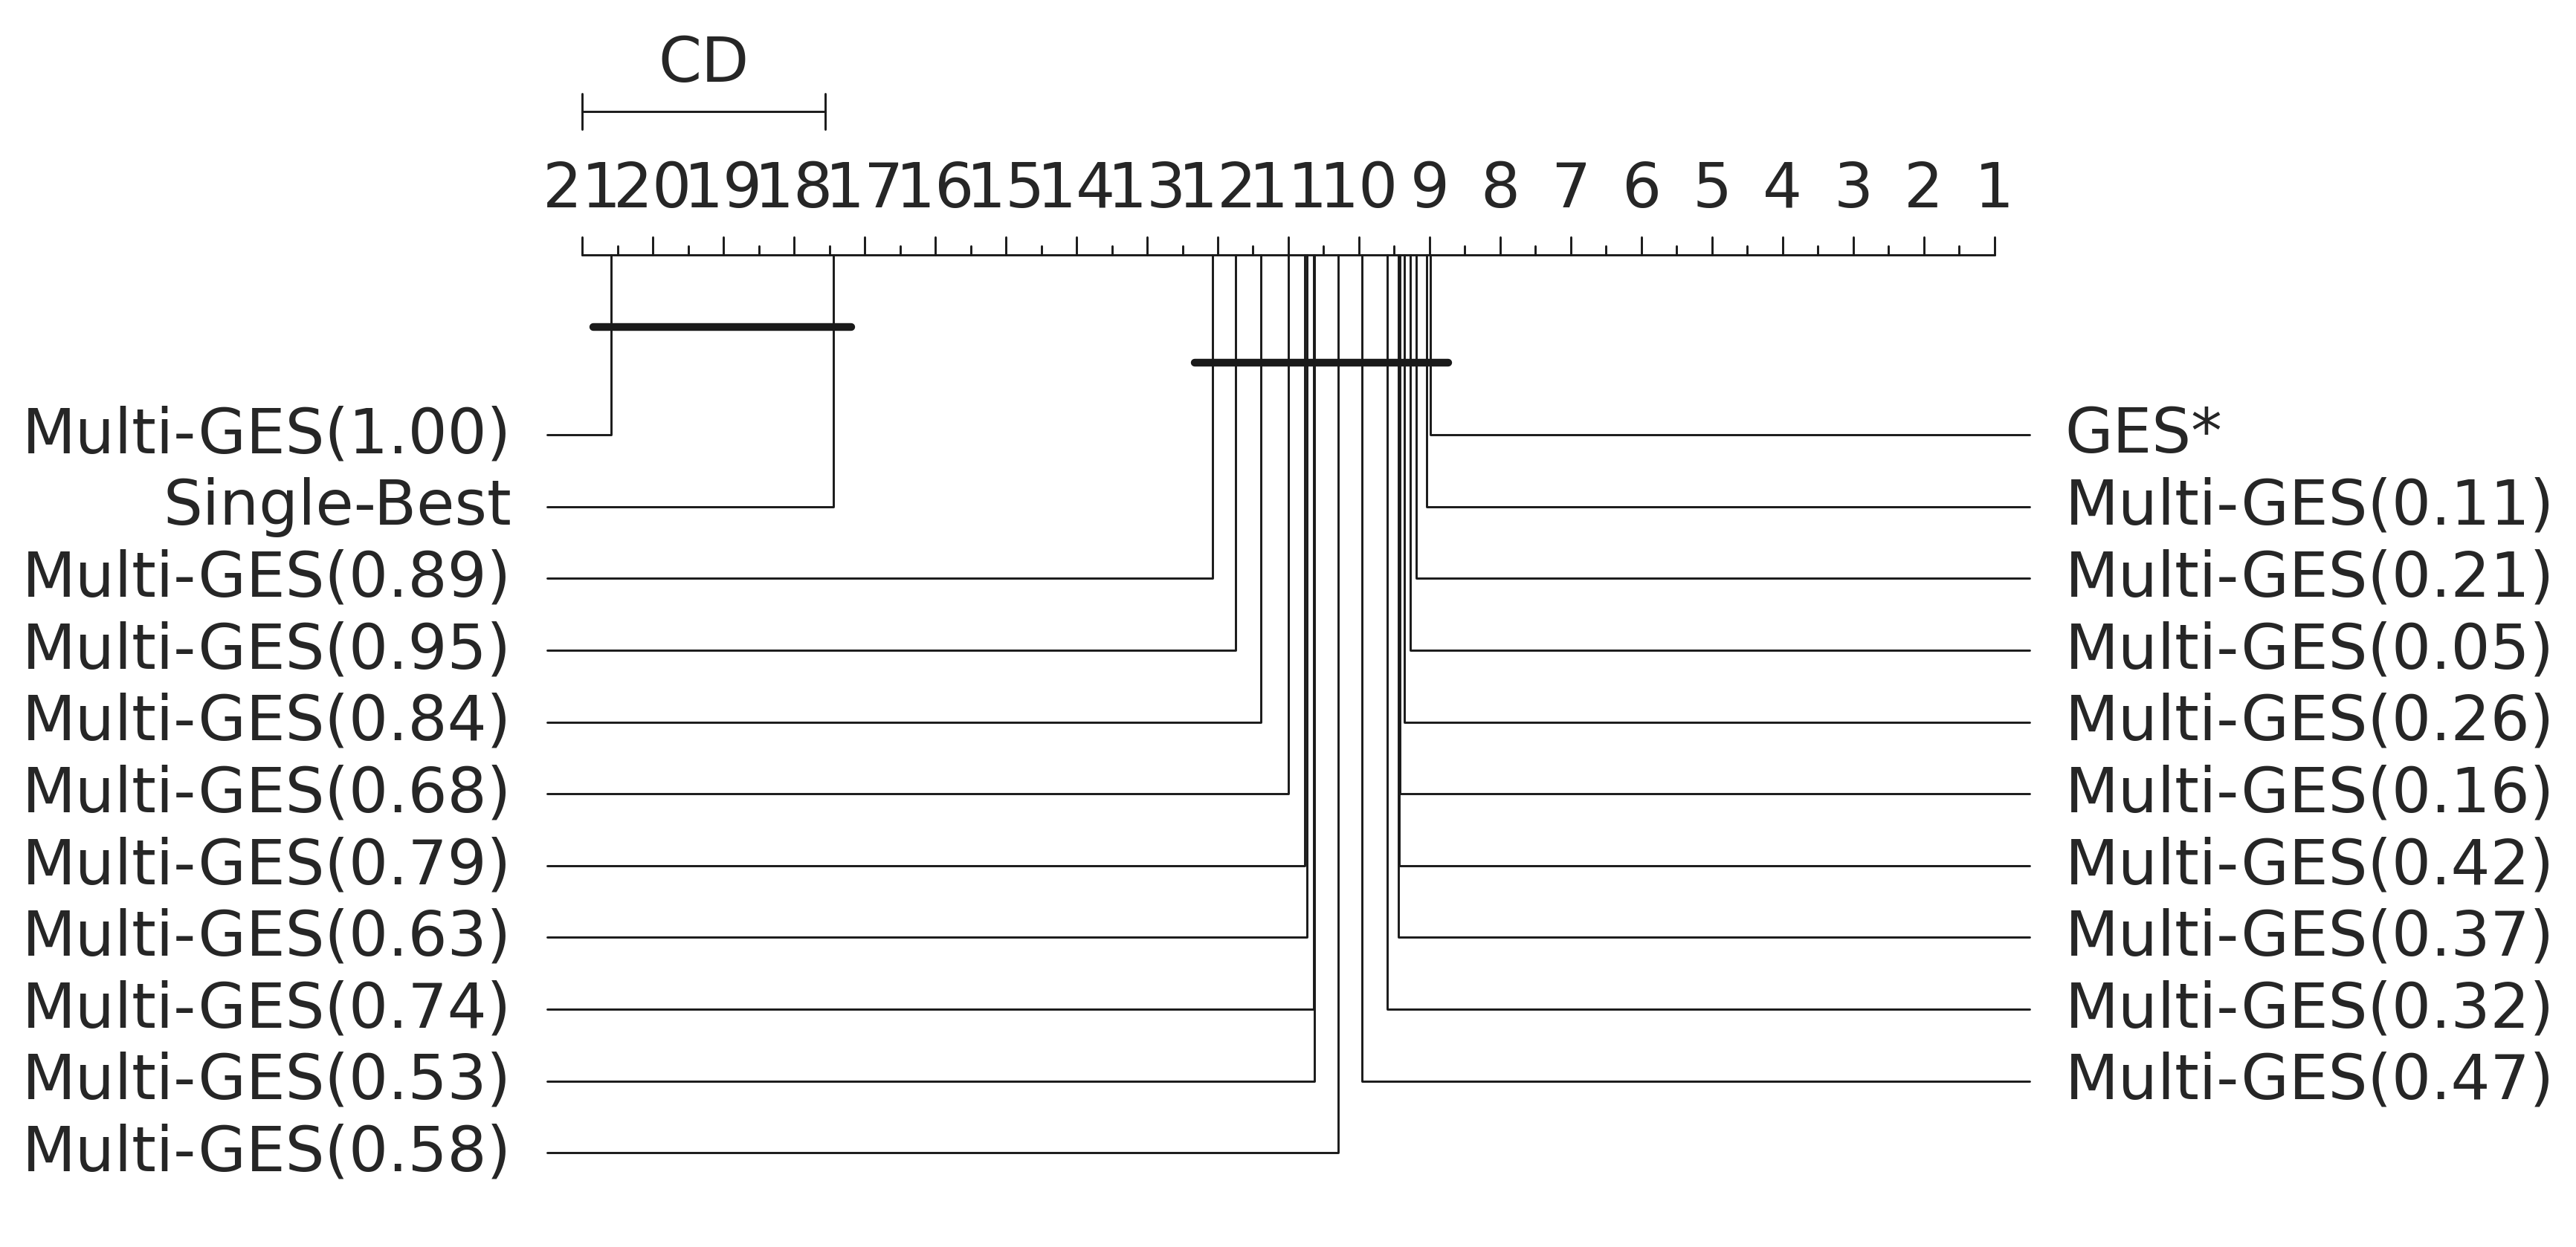 CD
21 20 19 18 17 16 15 14 13 12 11 10 9 8 7 6 5 4 3 2 1
Multi-GES(1.00)
Single-Best
Multi-GES(0.89)
Multi-GES(0.95)
Multi-GES(0.84)
Multi-GES(0.68)
Multi-GES(0.79)
Multi-GES(0.63)
Multi-GES(0.74)
Multi-GES(0.53)
Multi-GES(0.58)
GES*
Multi-GES(0.11)
Multi-GES(0.21)
Multi-GES(0.05)
Multi-GES(0.26)
Multi-GES(0.16)
Multi-GES(0.42)
Multi-GES(0.37)
Multi-GES(0.32)
Multi-GES(0.47)